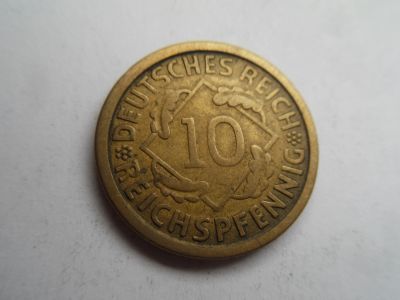 DEUTSCHES REICH
10
REICHSPFENNIG